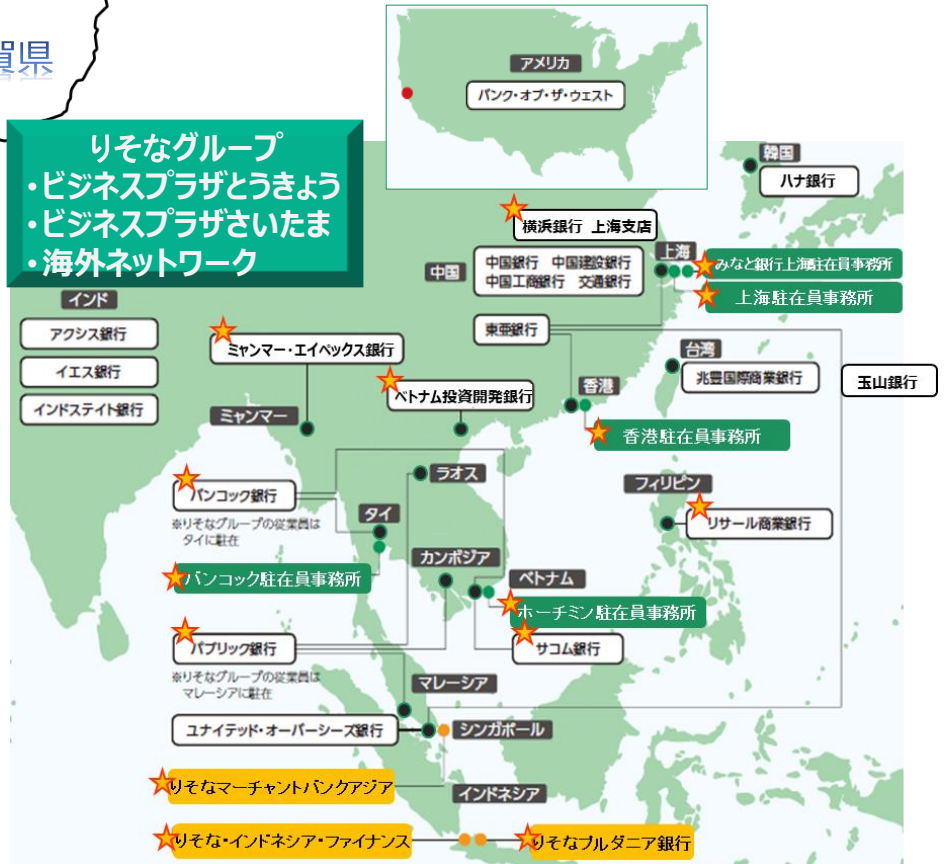 賀県
アメリカ
バンク・オブ・ザ・ウェスト
りそなグループ
・ビジネスプラザとうきょう
・ビジネスプラザさいたま
・海外ネットワーク
韓国
ハナ銀行
横浜銀行 上海支店
中国
中国銀行 中国建設銀行
中国工商銀行 交通銀行
上海
みなと銀行上海駐在員事務所
上海駐在員事務所
インド
アクシス銀行
イエス銀行
インドステイト銀行
東亜銀行
ミャンマー・エイペックス銀行
ミャンマー
ベトナム投資開発銀行
台湾
兆豊国際商業銀行
玉山銀行
香港
香港駐在員事務所
ラオス
フィリピン
リサール商業銀行
バンコック銀行
※りそなグループの従業員は
タイに駐在
タイ
バンコック駐在員事務所
カンボジア
ベトナム
ホーチミン駐在員事務所
サコム銀行
パブリック銀行
※りそなグループの従業員は
マレーシアに駐在
マレーシア
ユナイテッド・オーバーシーズ銀行
シンガポール
りそなマーチャントバンクアジア
インドネシア
りそな・インドネシア・ファイナンス
りそなプルダニア銀行